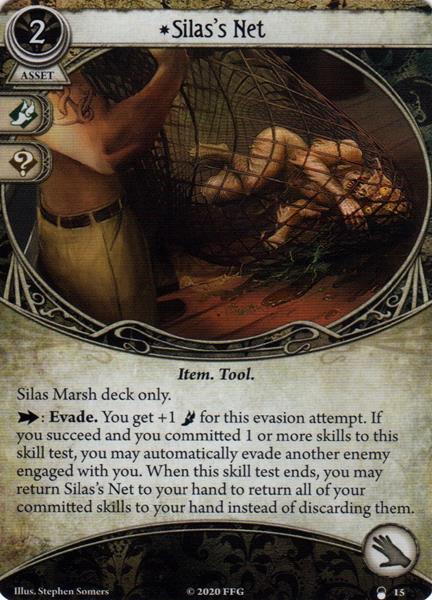 2
*Silas's Net
ASSET
?
Item. Tool.
Silas Marsh deck only.
: Evade. You get +1 for this evasion attempt. If
you succeed and you committed 1 or more skills to this
skill test, you may automatically evade another enemy
engaged with you. When this skill test ends, you may
return Silas's Net to your hand to return all of your
committed skills to your hand instead of discarding them.
Illus. Stephen Somers © 2020 FFG 15